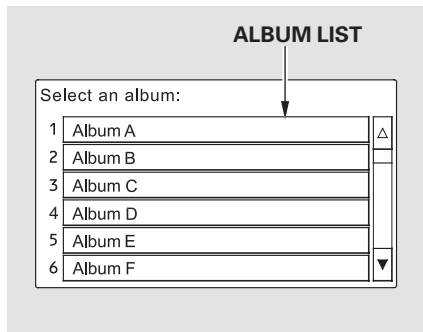 ALBUM LIST
Select an album:
1 Album A
2 Album B
3 Album C
4 Album D
5 Album E
6 Album F